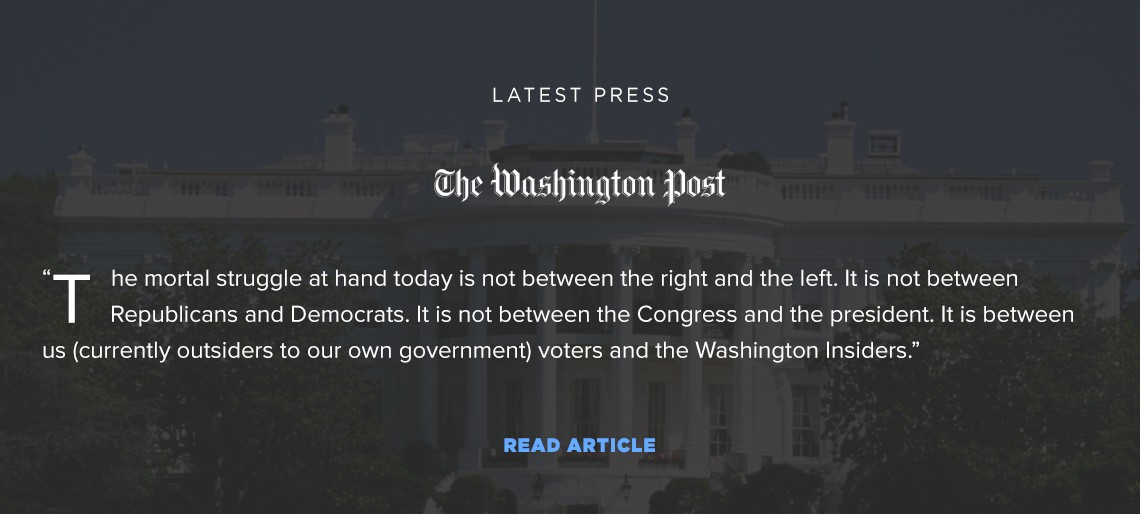 LATEST PRESS
The Washington Post
“The mortal struggle at hand today is not between the right and the left. It is not between
Republicans and Democrats. It is not between the Congress and the president. It is between
us (currently outsiders to our own government) voters and the Washington Insiders.”
READ ARTICLE